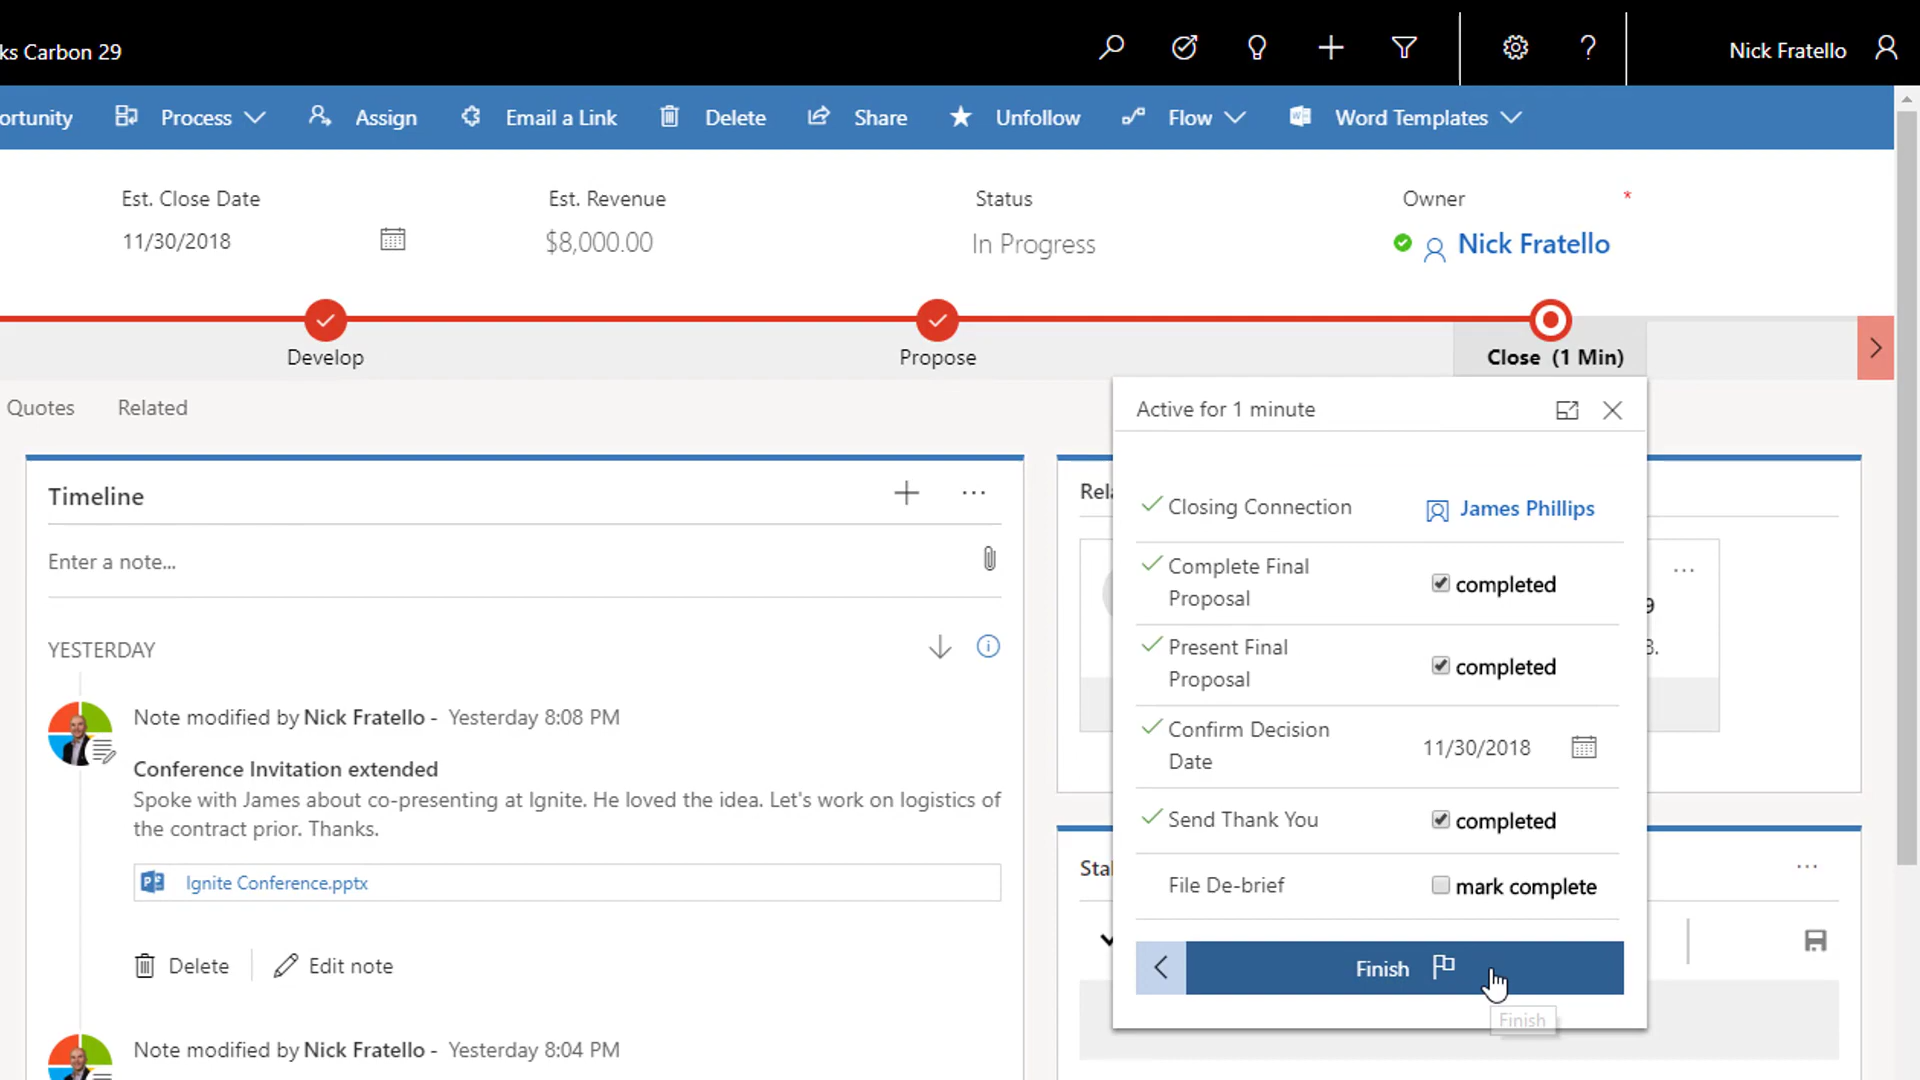 ks Carbon 29
Nick Fratello
ortunity
Process
Assign
Email a Link
Delete
Share
Unfollow
Flow
Word Templates
Est. Close Date
Est. Revenue
Status
Owner
*
11/30/2018
$8,000.00
In Progress
Nick Fratello
Develop
Propose
Close (1 Min)
Quotes
Related
Active for 1 minute
Timeline
Rela
Closing Connection
James Phillips
Enter a note...
Complete Final
Proposal
completed
9
YESTERDAY
Present Final
Proposal
completed
3.
Note modified by Nick Fratello - Yesterday 8:08 PM
Confirm Decision
Date
11/30/2018
Conference Invitation extended
Spoke with James about co-presenting at Ignite. He loved the idea. Let's work on logistics of
the contract prior. Thanks.
Send Thank You
completed
Ignite Conference.pptx
Sta
File De-brief
mark complete
Delete
Edit note
Finish
Finish
Note modified by Nick Fratello - Yesterday 8:04 PM